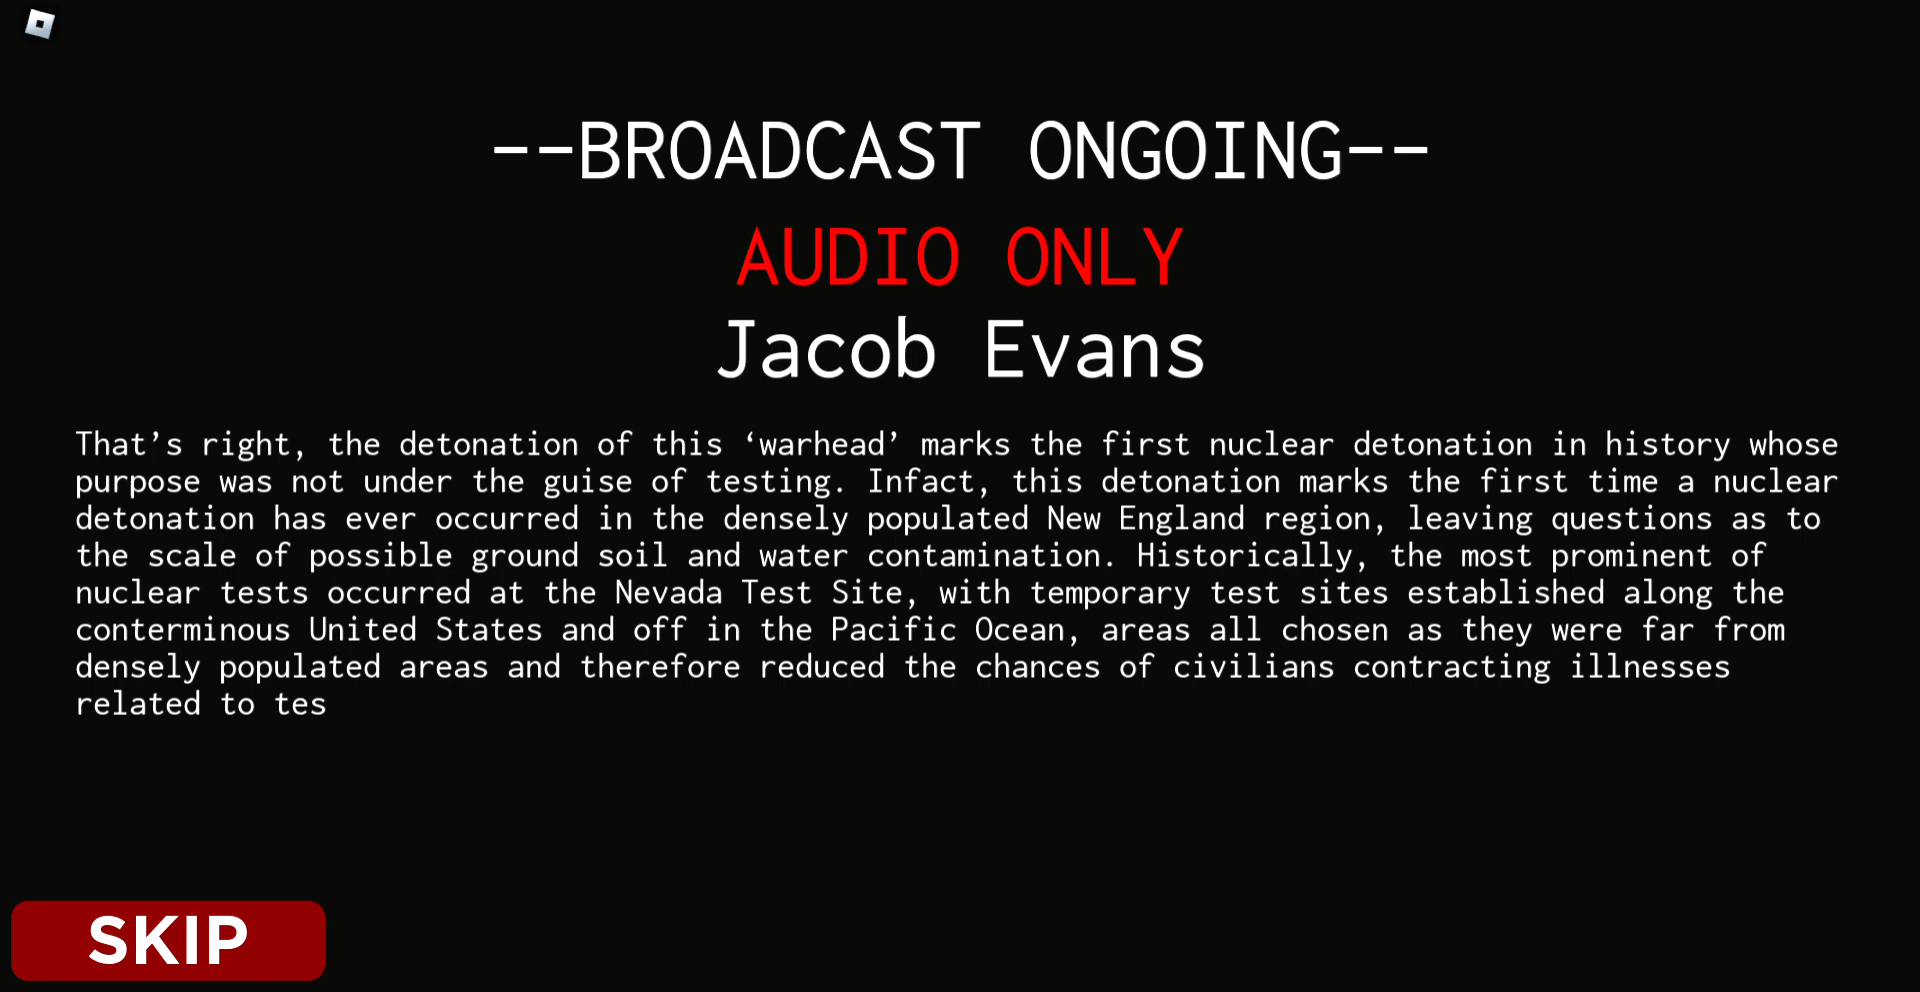 --BROADCAST ONGOING--
AUDIO ONLY
Jacob Evans
That’s right, the detonation of this ‘warhead’ marks the first nuclear detonation in history whose
purpose was not under the guise of testing. Infact, this detonation marks the first time a nuclear
detonation has ever occurred in the densely populated New England region, leaving questions as to
the scale of possible ground soil and water contamination. Historically, the most prominent of
nuclear tests occurred at the Nevada Test Site, with temporary test sites established along the
conterminous United States and off in the Pacific Ocean, areas all chosen as they were far from
densely populated areas and therefore reduced the chances of civilians contracting illnesses
related to tes
SKIP